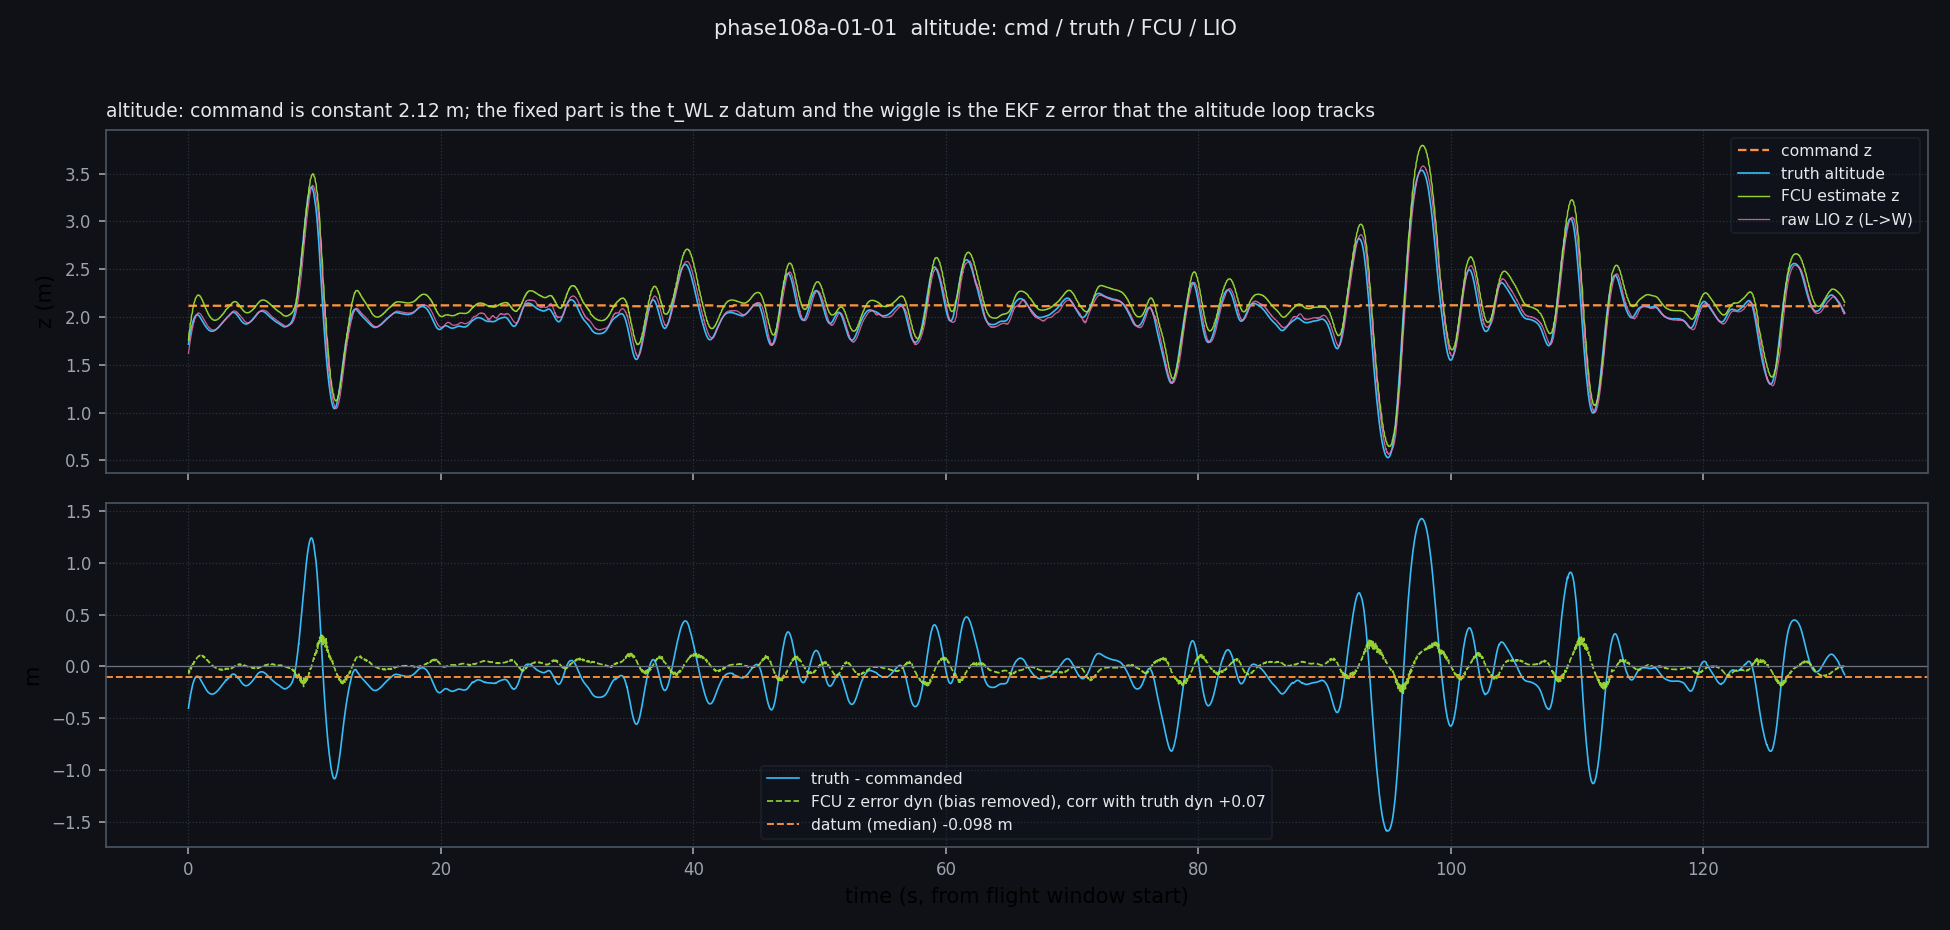 phase108a-01-01  altitude: cmd / truth / FCU / LIO
altitude: command is constant 2.12 m; the fixed part is the t_WL z datum and the wiggle is the EKF z error that the altitude loop tracks
command z
truth altitude
FCU estimate z
raw LIO z (L->W)
z (m)
3.5
3.0
2.5
2.0
1.5
1.0
0.5
1.5
1.0
0.5
0.0
−0.5
−1.0
−1.5
m
truth - commanded
FCU z error dyn (bias removed), corr with truth dyn +0.07
datum (median) -0.098 m
0
20
40
60
80
100
120
time (s, from flight window start)